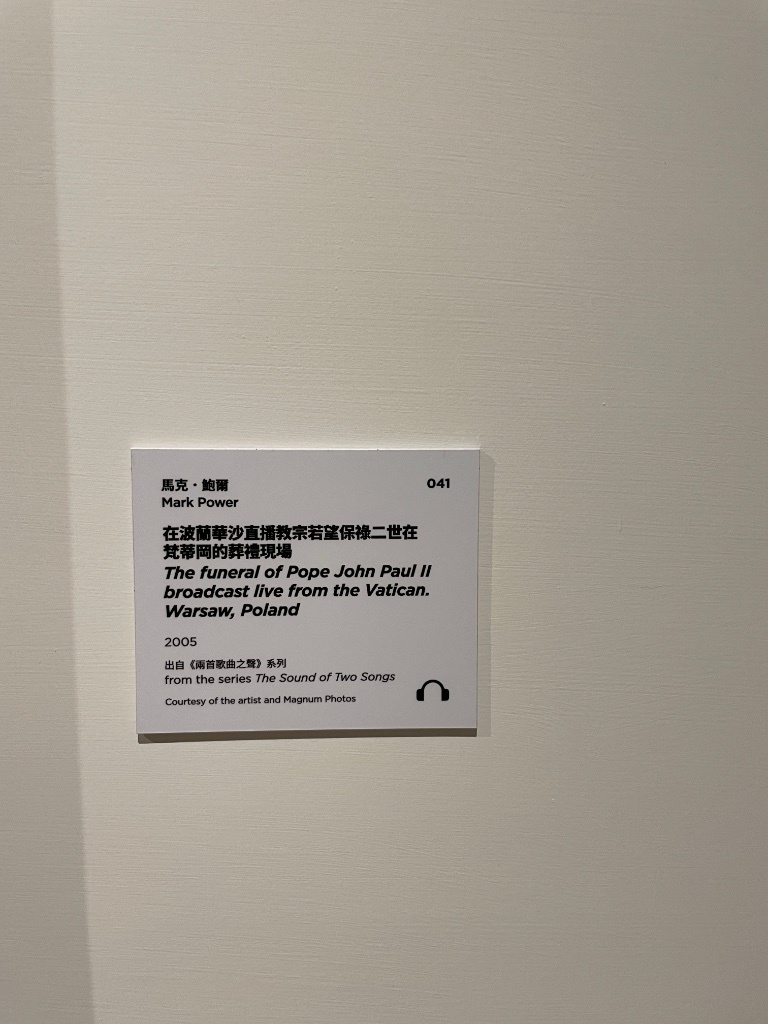 馬克·鮑爾
041
Mark Power
在波蘭華沙直播教宗若望保祿二世在
梵蒂岡的葬禮現場
The funeral of Pope John Paul II
broadcast live from the Vatican.
Warsaw, Poland
2005
出自《兩首歌曲之聲》系列
from the series The Sound of Two Songs
Courtesy of the artist and Magnum Photos